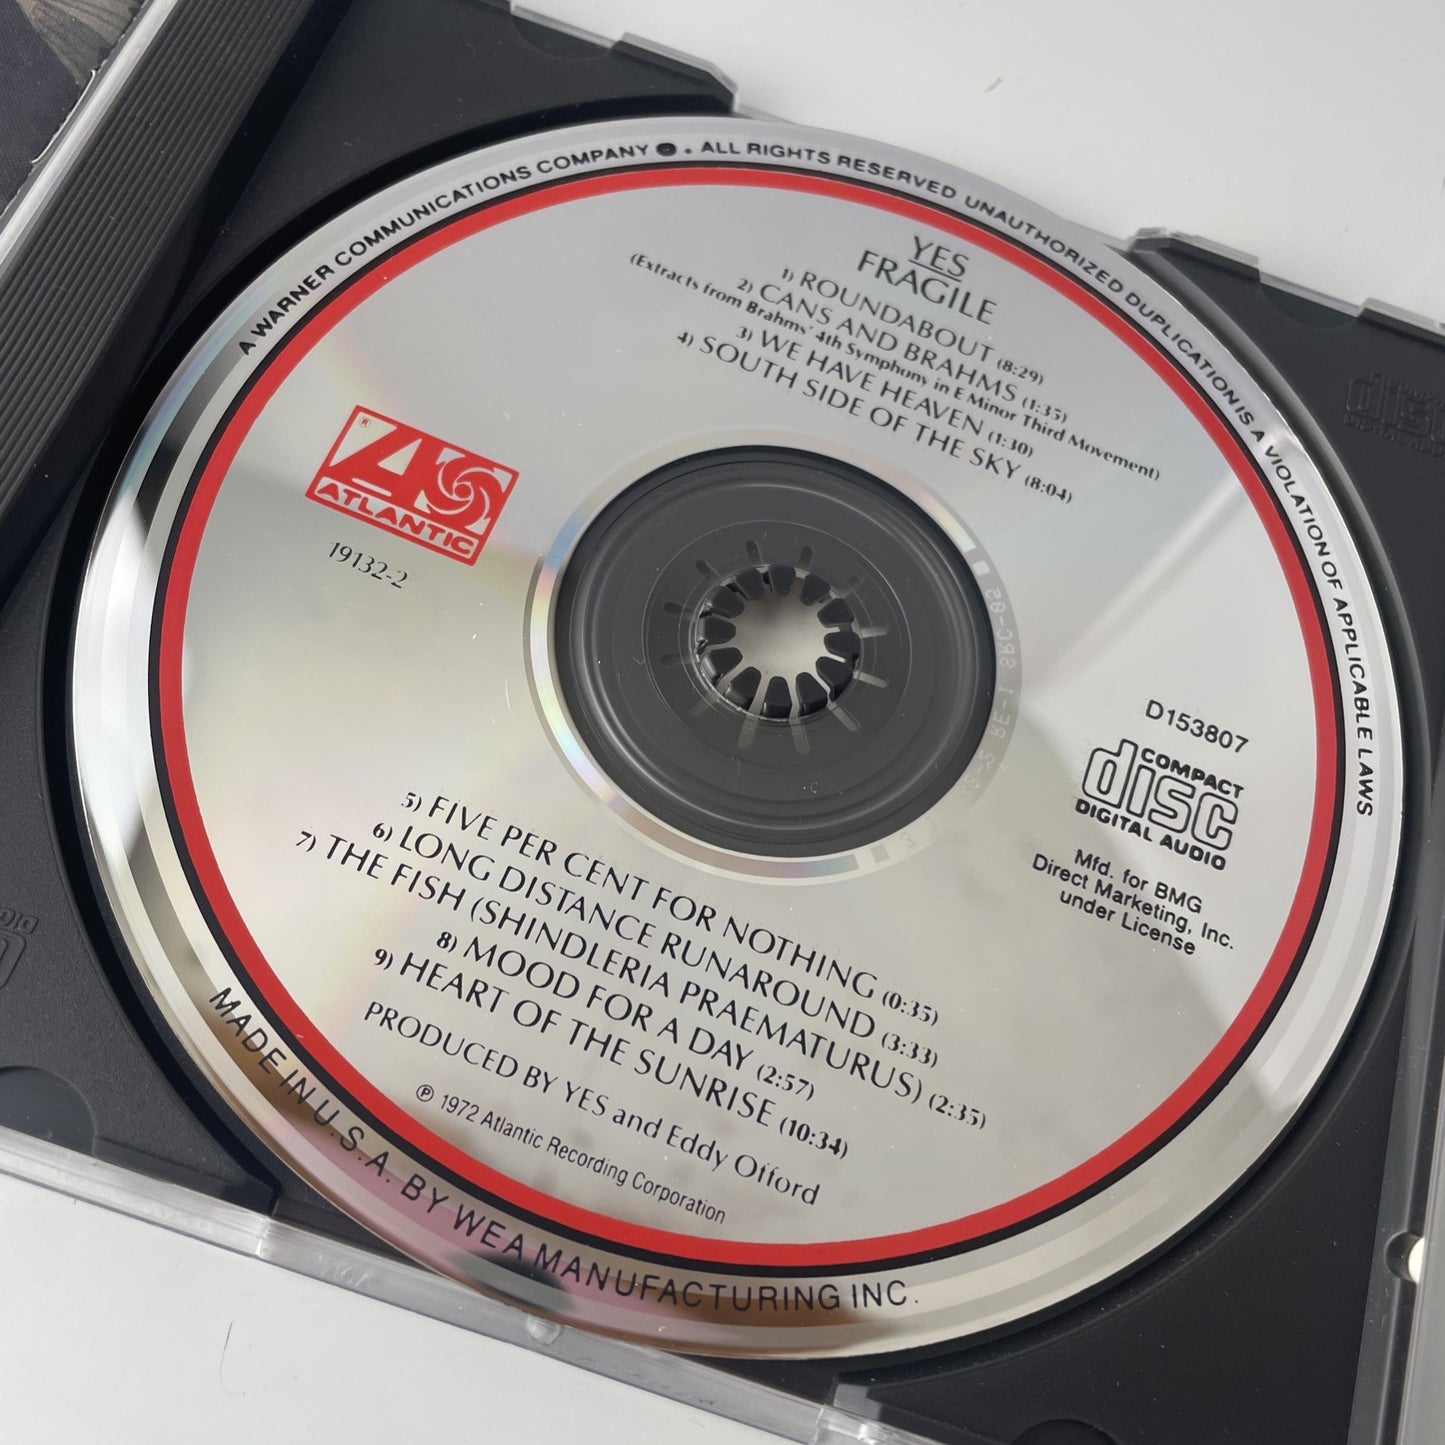 A WARNER COMMUNICATIONS COMPANY . ALL RIGHTS RESERVED. UNAUTHORIZED DUPLICATION IS A VIOLATION OF APPLICABLE LAWS
YES
FRAGILE
1) ROUNDABOUT (8:29)
2) CANS AND BRAHMS (1:35)
(Extracts from Brahms' 4th Symphony in E Minor Third Movement)
3) WE HAVE HEAVEN (1:30)
4) SOUTH SIDE OF THE SKY (8:04)
ATLANTIC
19132-2
D153807
COMPACT
disc
DIGITAL AUDIO
Mfd. for BMG
Direct Marketing, Inc.
under License
5) FIVE PER CENT FOR NOTHING (0:35)
6) LONG DISTANCE RUNAROUND (3:33)
7) THE FISH (SHINDLERIA PRAEMATURUS) (2:35)
8) MOOD FOR A DAY (2:57)
9) HEART OF THE SUNRISE (10:34)
PRODUCED BY YES and Eddy Offord
℗ 1972 Atlantic Recording Corporation
MADE IN U.S.A. BY WEA MANUFACTURING INC.